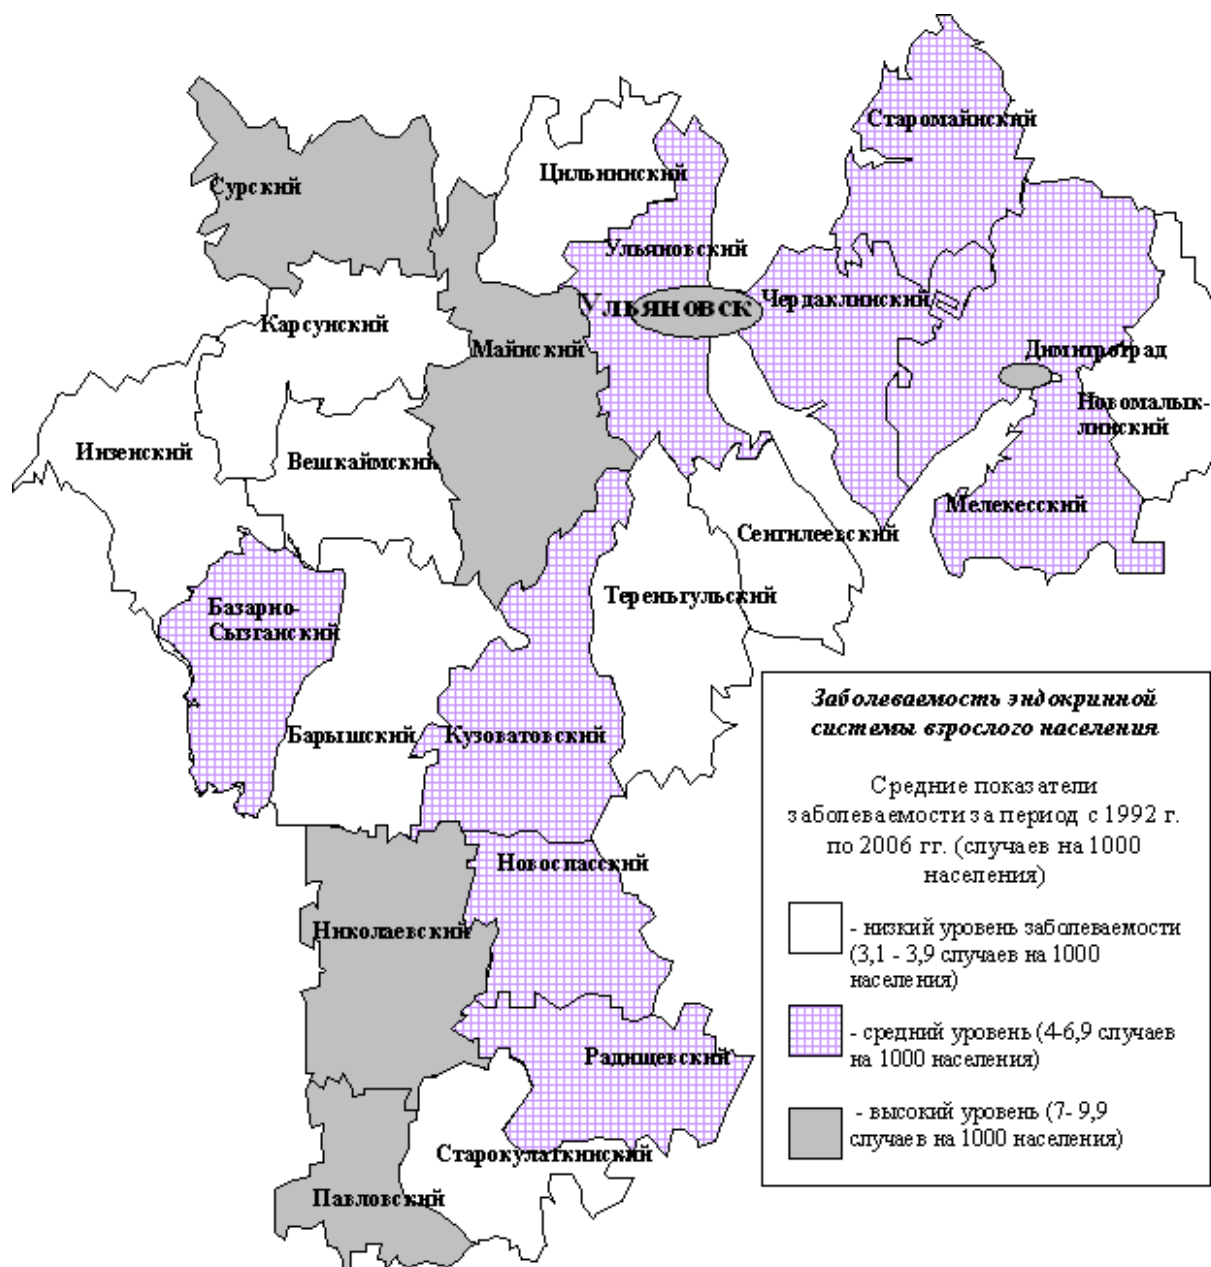 Старомайнский
Цильнинский
Сурский
Ульяновский
Ульяновск
Чердаклинский
Карсунский
Майнский
Димитровград
Новомалык-
линский
Инзенский
Вешкаймский
Мелекесский
Сенгилеевский
Тереньгульский
Базарно-
Сызганский
Барышский
Кузоватовский
Новоспасский
Николаевский
Радищевский
Старокулаткинский
Павловский
Заболеваемость эндокринной
системы взрослого населения
Средние показатели
заболеваемости за период с 1992 г.
по 2006 гг. (случаев на 1000
населения)
- низкий уровень заболеваемости
(3,1 - 3,9 случаев на 1000
населения)
- средний уровень (4-6,9 случаев
на 1000 населения)
- высокий уровень (7- 9,9
случаев на 1000 населения)